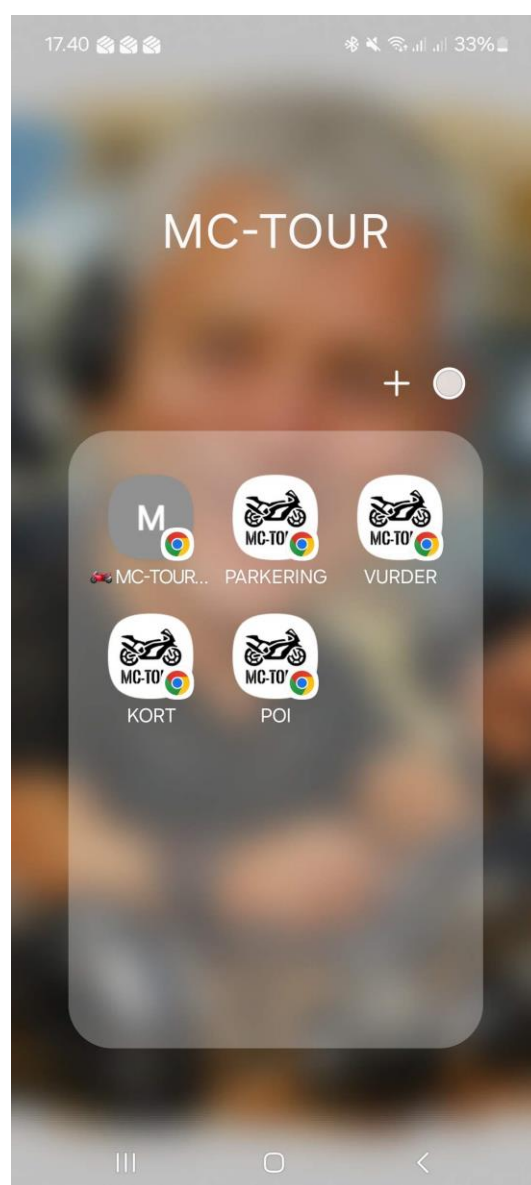 17.40 33%
MC-TOUR
M
MC-TO
MC-TO
🏍️ MC-TOUR... PARKERING VURDER
MC-TO
MC-TO
KORT POI